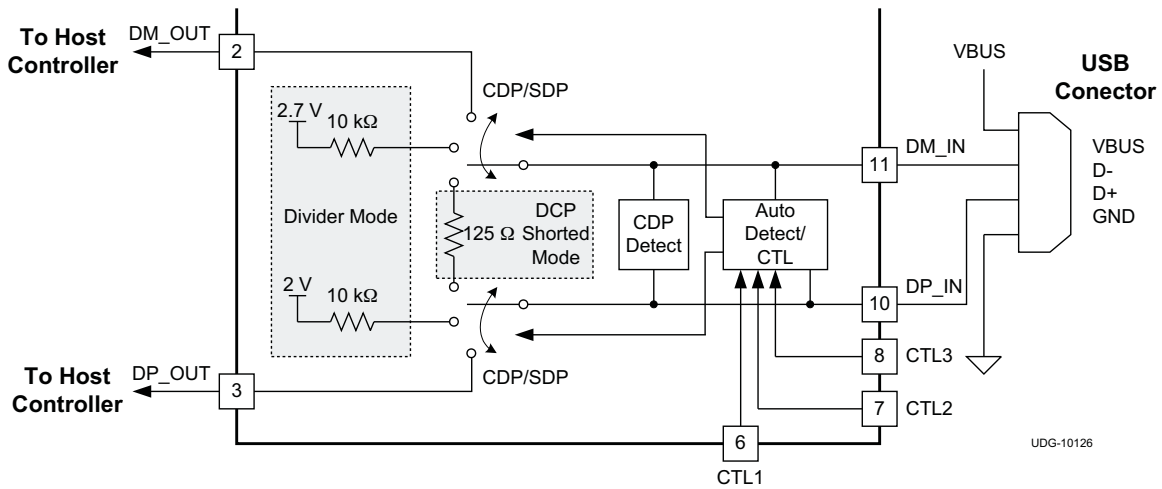 To Host
Controller
DM_OUT
2
CDP/SDP
2.7 V
10 kΩ
Divider Mode
125 Ω
DCP
Shorted
Mode
2 V
10 kΩ
CDP/SDP
To Host
Controller
DP_OUT
3
CDP
Detect
Auto
Detect/
CTL
11
DM_IN
10
DP_IN
8
CTL3
7
CTL2
6
CTL1
VBUS
USB
Conector
VBUS
D-
D+
GND
UDG-10126